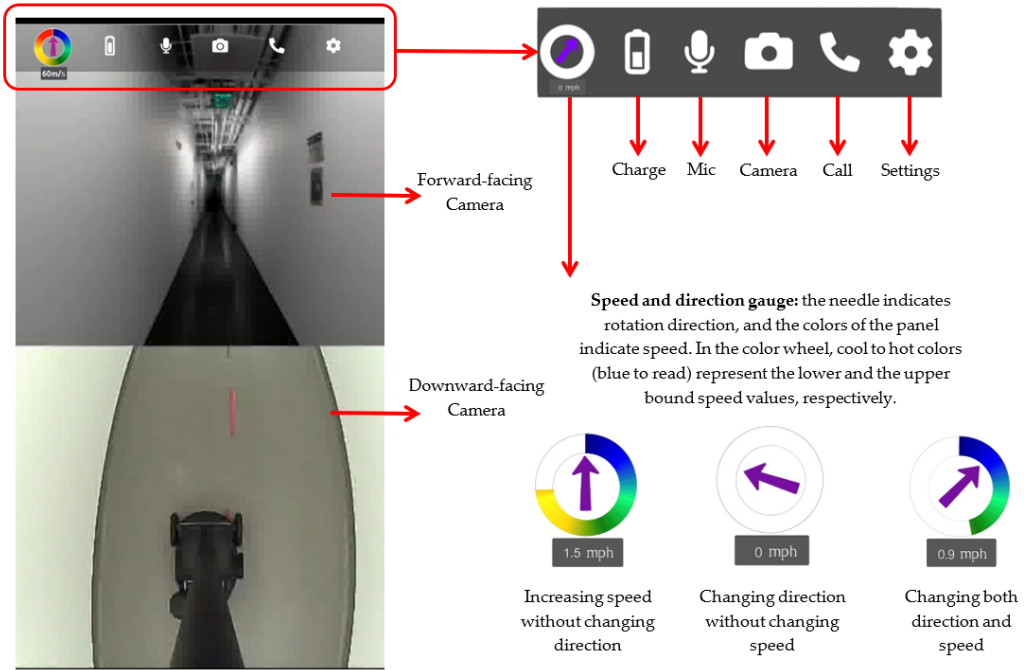 60m/s
0 mph
Charge
Mic
Camera
Call
Settings
Forward-facing
Camera
Speed and direction gauge: the needle indicates
rotation direction, and the colors of the panel
indicate speed. In the color wheel, cool to hot colors
(blue to read) represent the lower and the upper
bound speed values, respectively.
Downward-facing
Camera
1.5 mph
0 mph
0.9 mph
Increasing speed
without changing
direction
Changing direction
without changing
speed
Changing both
direction and
speed